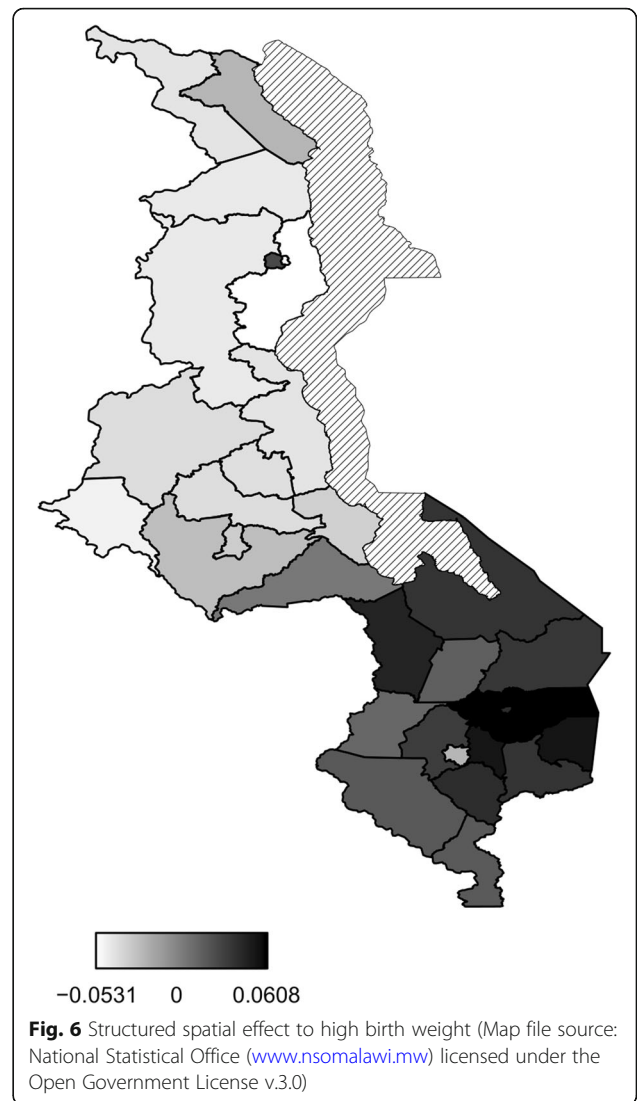 −0.0531 0 0.0608
Fig. 6 Structured spatial effect to high birth weight (Map file source:
National Statistical Office (www.nsomalawi.mw) licensed under the
Open Government License v.3.0)